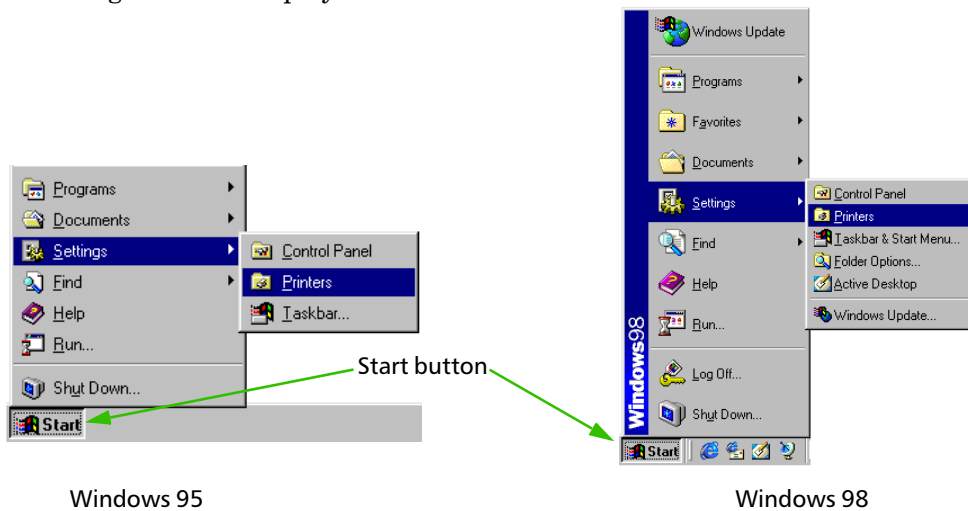 Windows Update
Programs
Favorites
Documents
Settings
Find
Help
Run...
Log Off...
Shut Down...
Windows98
Control Panel
Printers
Taskbar & Start Menu...
Folder Options...
Active Desktop
Windows Update...
Start
Programs
Documents
Settings
Find
Help
Run...
Shut Down...
Control Panel
Printers
Taskbar...
Start
Start button
Windows 95
Windows 98